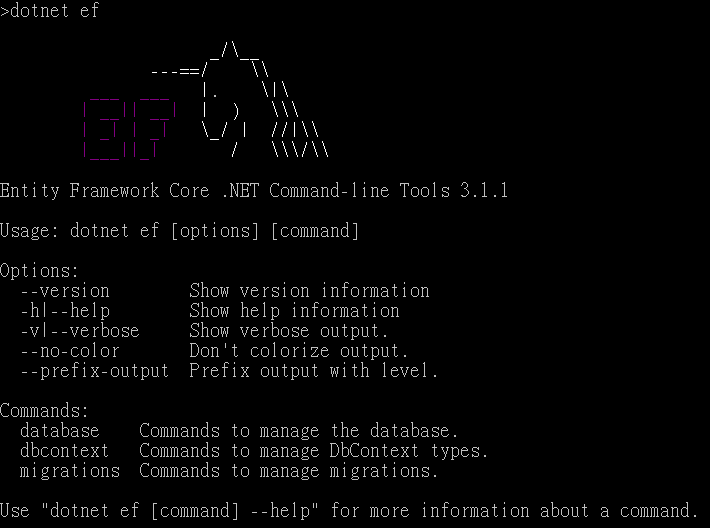 >dotnet ef
EF
Entity Framework Core .NET Command-line Tools 3.1.1
Usage: dotnet ef [options] [command]
Options:
--version Show version information
-h|--help Show help information
-v|--verbose Show verbose output.
--no-color Don't colorize output.
--prefix-output Prefix output with level.
Commands:
database Commands to manage the database.
dbcontext Commands to manage DbContext types.
migrations Commands to manage migrations.
Use "dotnet ef [command] --help" for more information about a command.